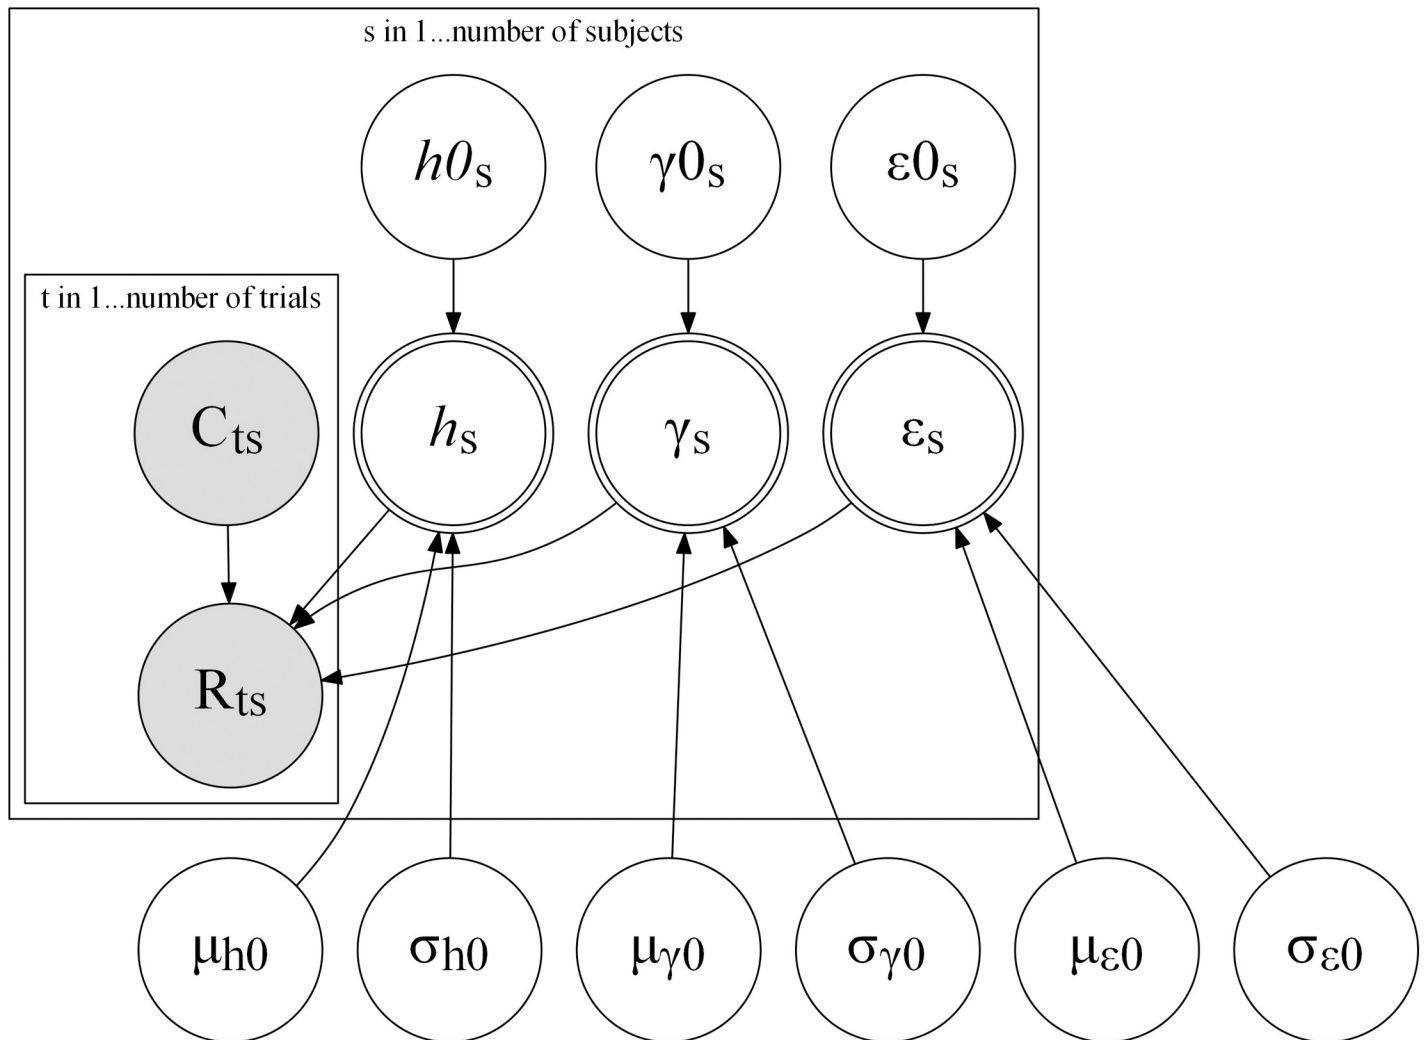 s in 1...number of subjects
h0s
γ0s
ε0s
t in 1...number of trials
Cts
hs
γs
εs
Rts
μh0
σh0
μγ0
σγ0
με0
σε0